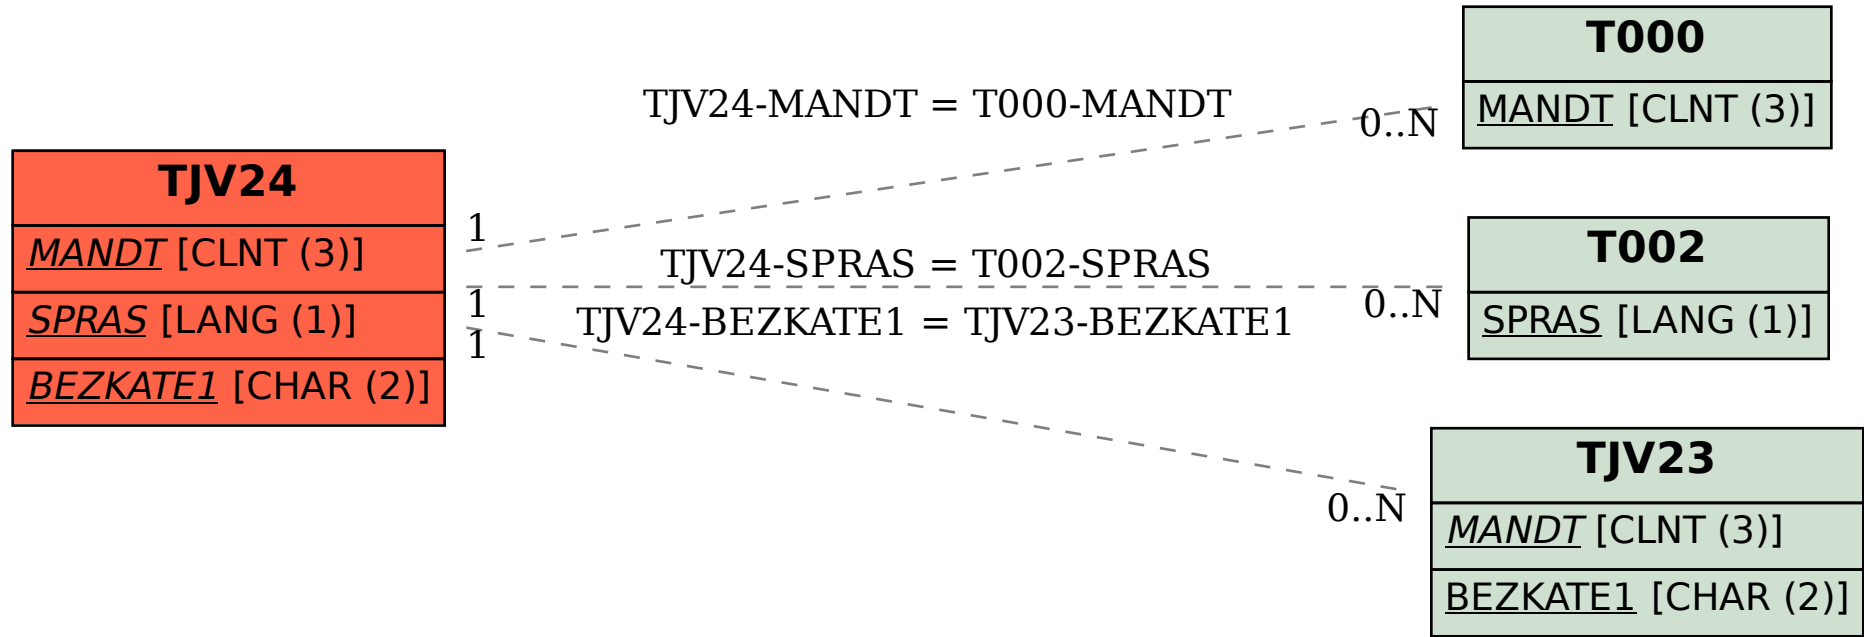 T000
MANDT [CLNT (3)]
TJV24-MANDT = T000-MANDT
0..N
TJV24
MANDT [CLNT (3)]
SPRAS [LANG (1)]
BEZKATE1 [CHAR (2)]
1
TJV24-SPRAS = T002-SPRAS
1
0..N
T002
SPRAS [LANG (1)]
TJV24-BEZKATE1 = TJV23-BEZKATE1
1
0..N
TJV23
MANDT [CLNT (3)]
BEZKATE1 [CHAR (2)]